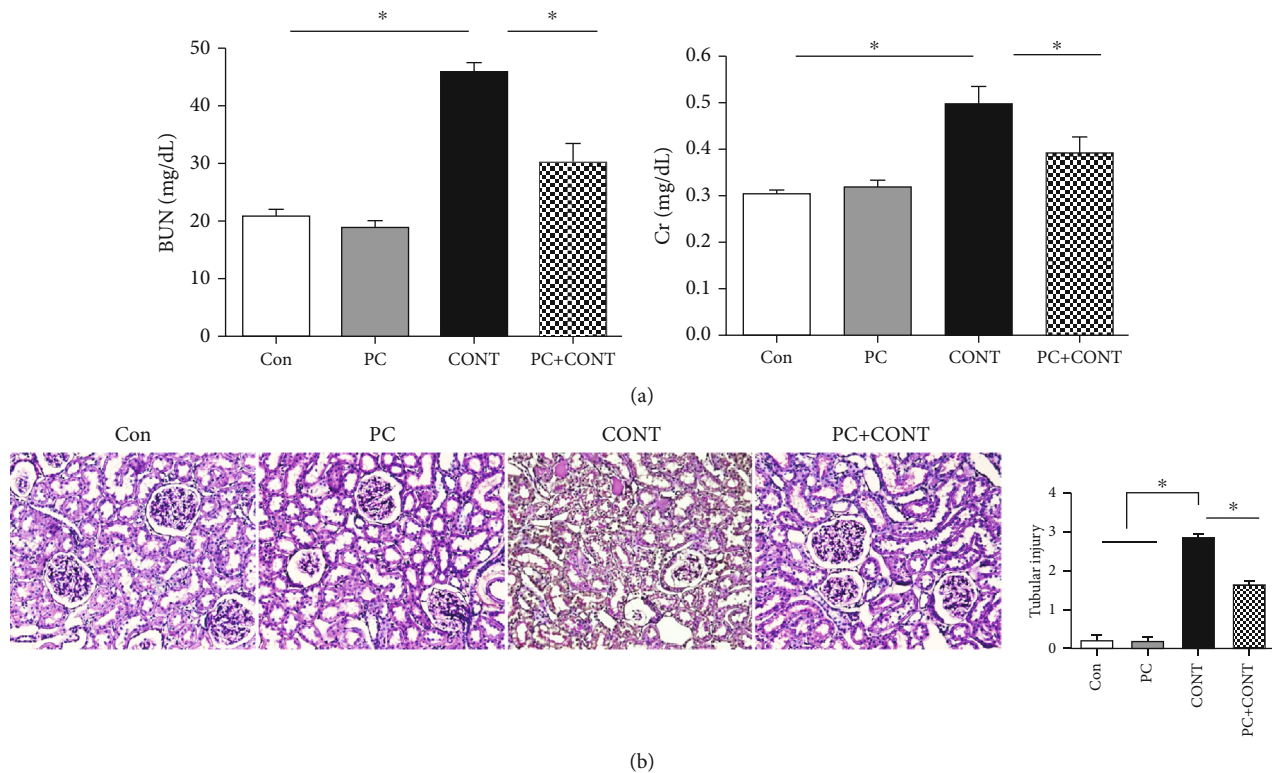 *
*
50
40
30
20
10
0
BUN (mg/dL)
Con
PC
CONT
PC+CONT
*
*
0.6
0.5
0.4
0.3
0.2
0.1
0.0
Cr (mg/dL)
Con
PC
CONT
PC+CONT
(a)
Con
PC
CONT
PC+CONT
*
*
4
3
2
1
0
Tubular injury
Con
PC
CONT
PC+CONT
(b)